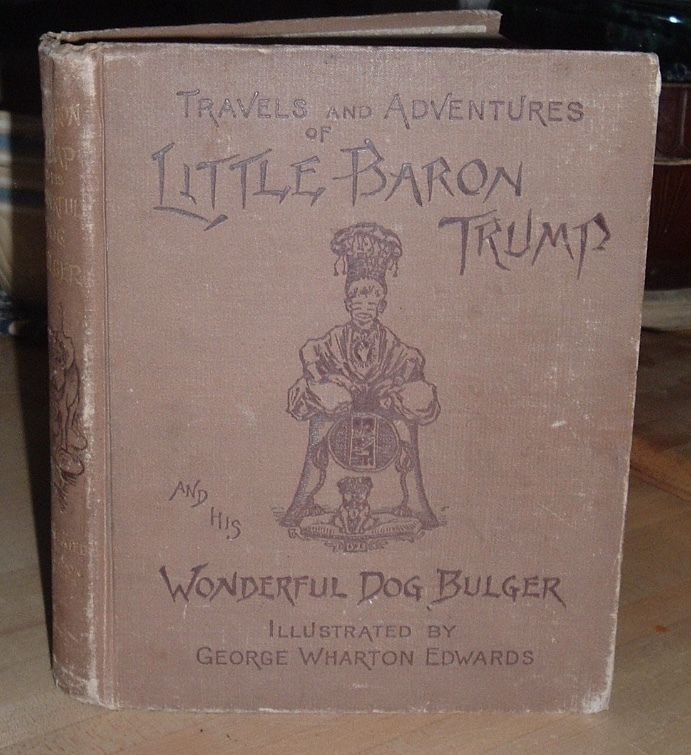 TRAVELS AND ADVENTURES
OF
LITTLE BARON
TRUMP
AND
HIS
WONDERFUL DOG BULGER
ILLUSTRATED BY
GEORGE WHARTON EDWARDS